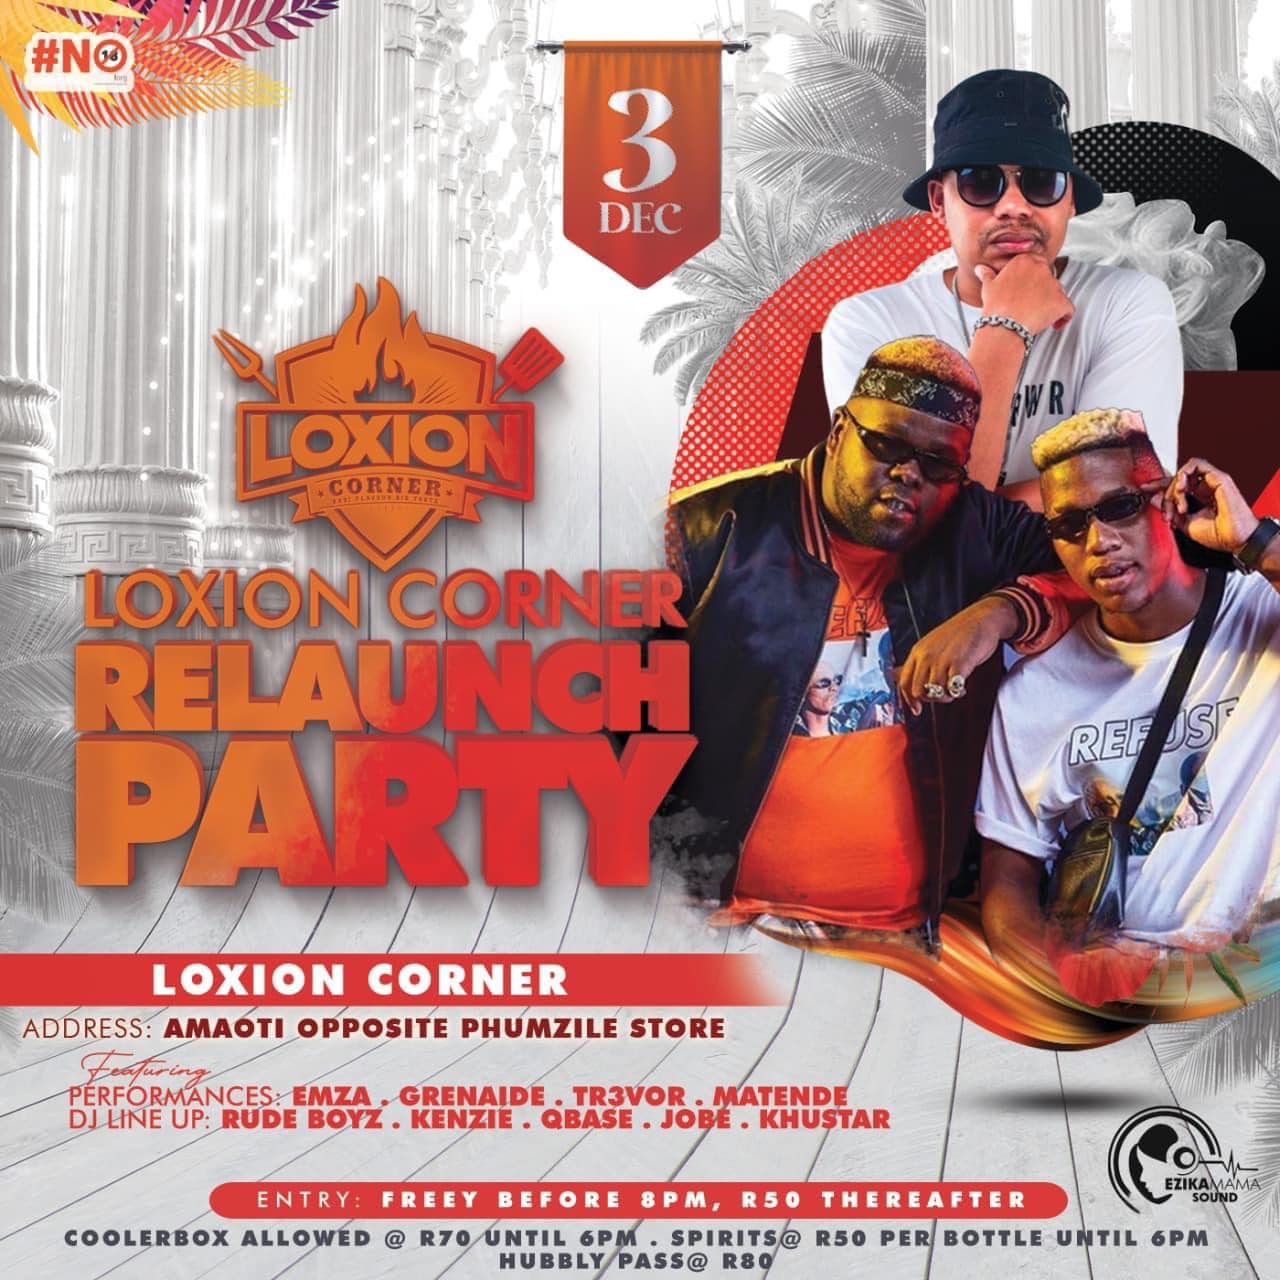 #NO
18
3
DEC
LOXION
CORNER
LOXION CORNER
RELAUNCH
PARTY
PWR
REFUSE
LOXION CORNER
ADDRESS: AMAOTI OPPOSITE PHUMZILE STORE
Featuring
PERFORMANCES: EMZA . GRENAIDE . TR3VOR . MATENDE
DJ LINE UP: RUDE BOYZ . KENZIE . QBASE . JOBE . KHUSTAR
EZIKAMAMA
SOUND
ENTRY: FREEY BEFORE 8PM, R50 THEREAFTER
COOLERBOX ALLOWED @ R70 UNTIL 6PM . SPIRITS@ R50 PER BOTTLE UNTIL 6PM
HUBBLY PASS@ R80